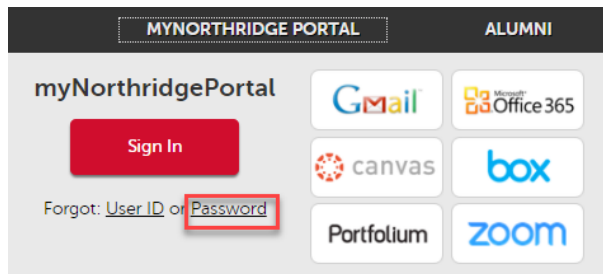 MYNORTHRIDGE PORTAL
ALUMNI
myNorthridgePortal
Sign In
Forgot: User ID or Password
Gmail
Microsoft
Office 365
canvas
box
Portfolium
zoom